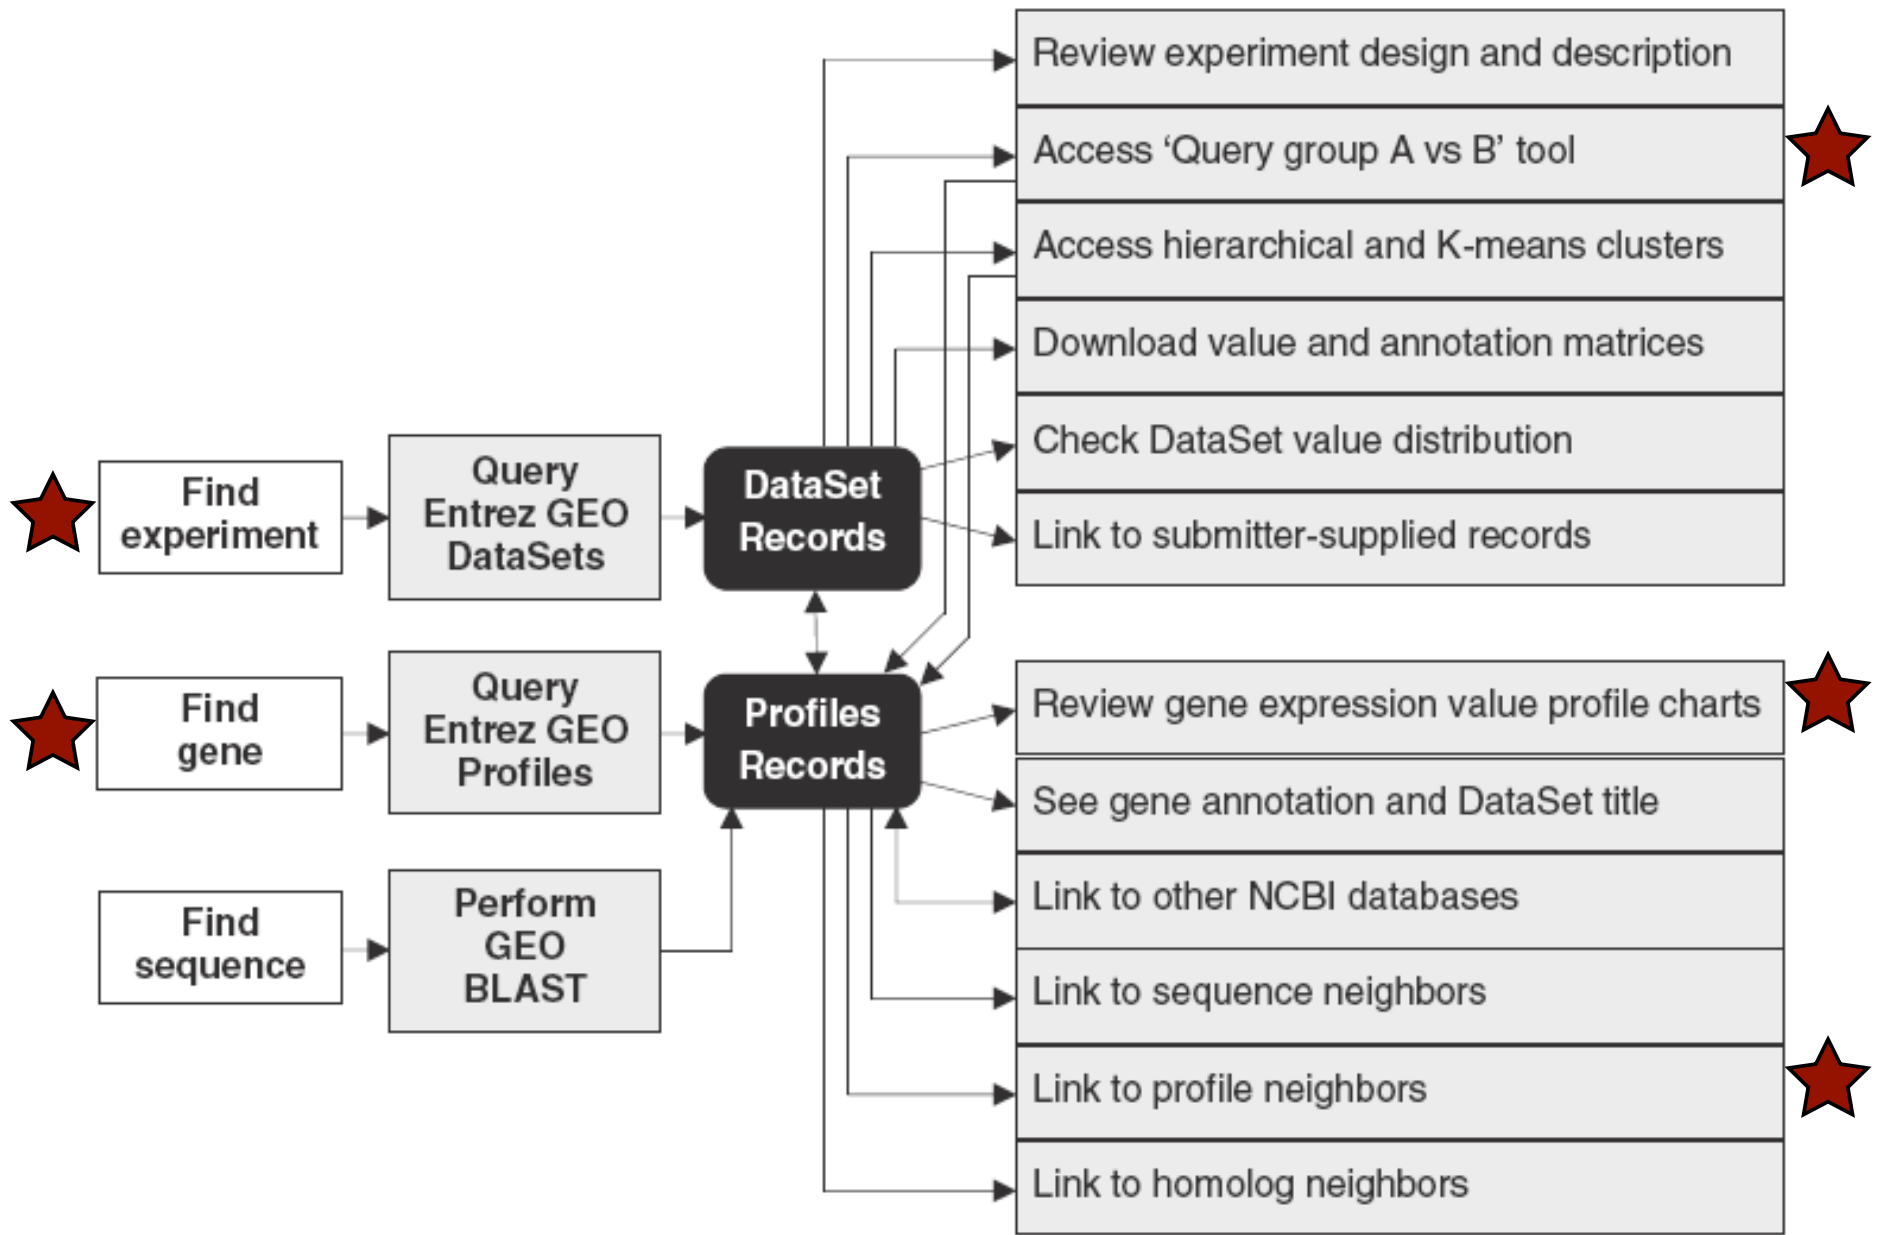 Review experiment design and description
Access ‘Query group A vs B’ tool
Access hierarchical and K-means clusters
Download value and annotation matrices
Check DataSet value distribution
Link to submitter-supplied records
Find
experiment
Query
Entrez GEO
DataSets
DataSet
Records
Find
gene
Query
Entrez GEO
Profiles
Profiles
Records
Review gene expression value profile charts
See gene annotation and DataSet title
Link to other NCBI databases
Link to sequence neighbors
Link to profile neighbors
Link to homolog neighbors
Find
sequence
Perform
GEO
BLAST